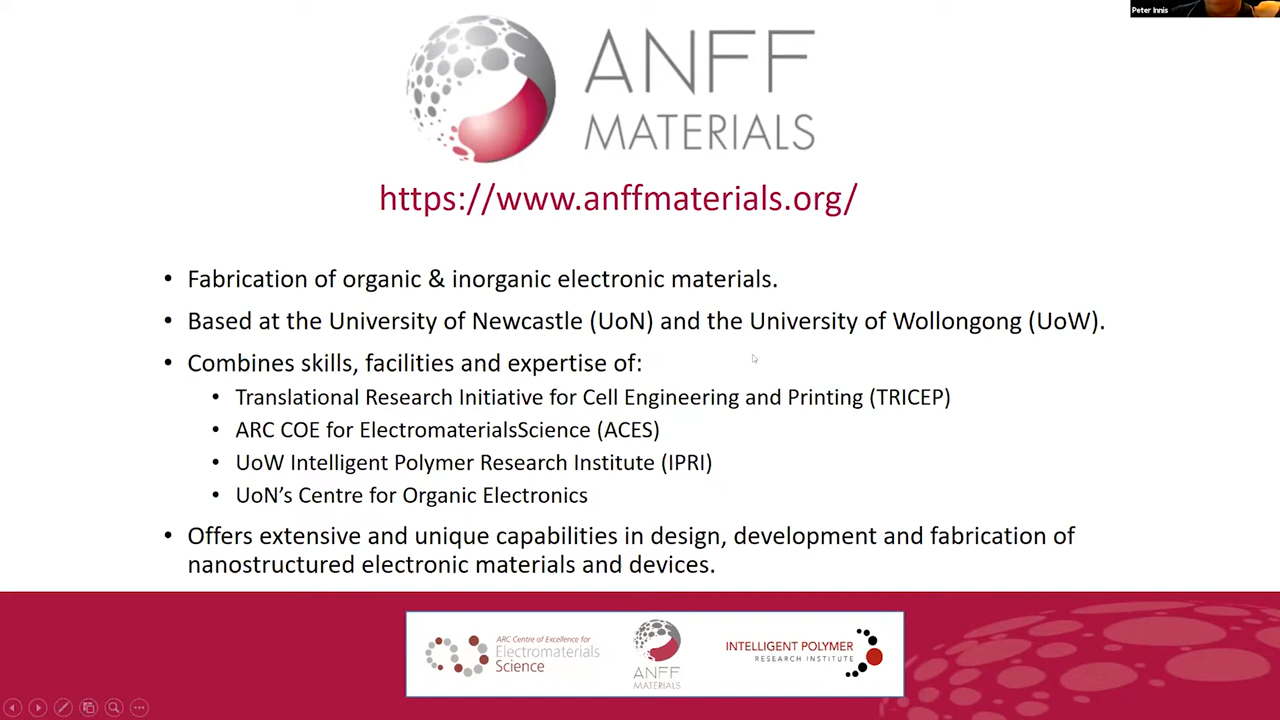 Peter Innis
ANFF
MATERIALS
https://www.anffmaterials.org/
• Fabrication of organic & inorganic electronic materials.
• Based at the University of Newcastle (UoN) and the University of Wollongong (UoW).
• Combines skills, facilities and expertise of:
• Translational Research Initiative for Cell Engineering and Printing (TRICEP)
• ARC COE for ElectromaterialsScience (ACES)
• UoW Intelligent Polymer Research Institute (IPRI)
• UoN’s Centre for Organic Electronics
• Offers extensive and unique capabilities in design, development and fabrication of
nanostructured electronic materials and devices.
ARC Centre of Excellence for
Electromaterials
Science
ANFF
MATERIALS
INTELLIGENT POLYMER
RESEARCH INSTITUTE